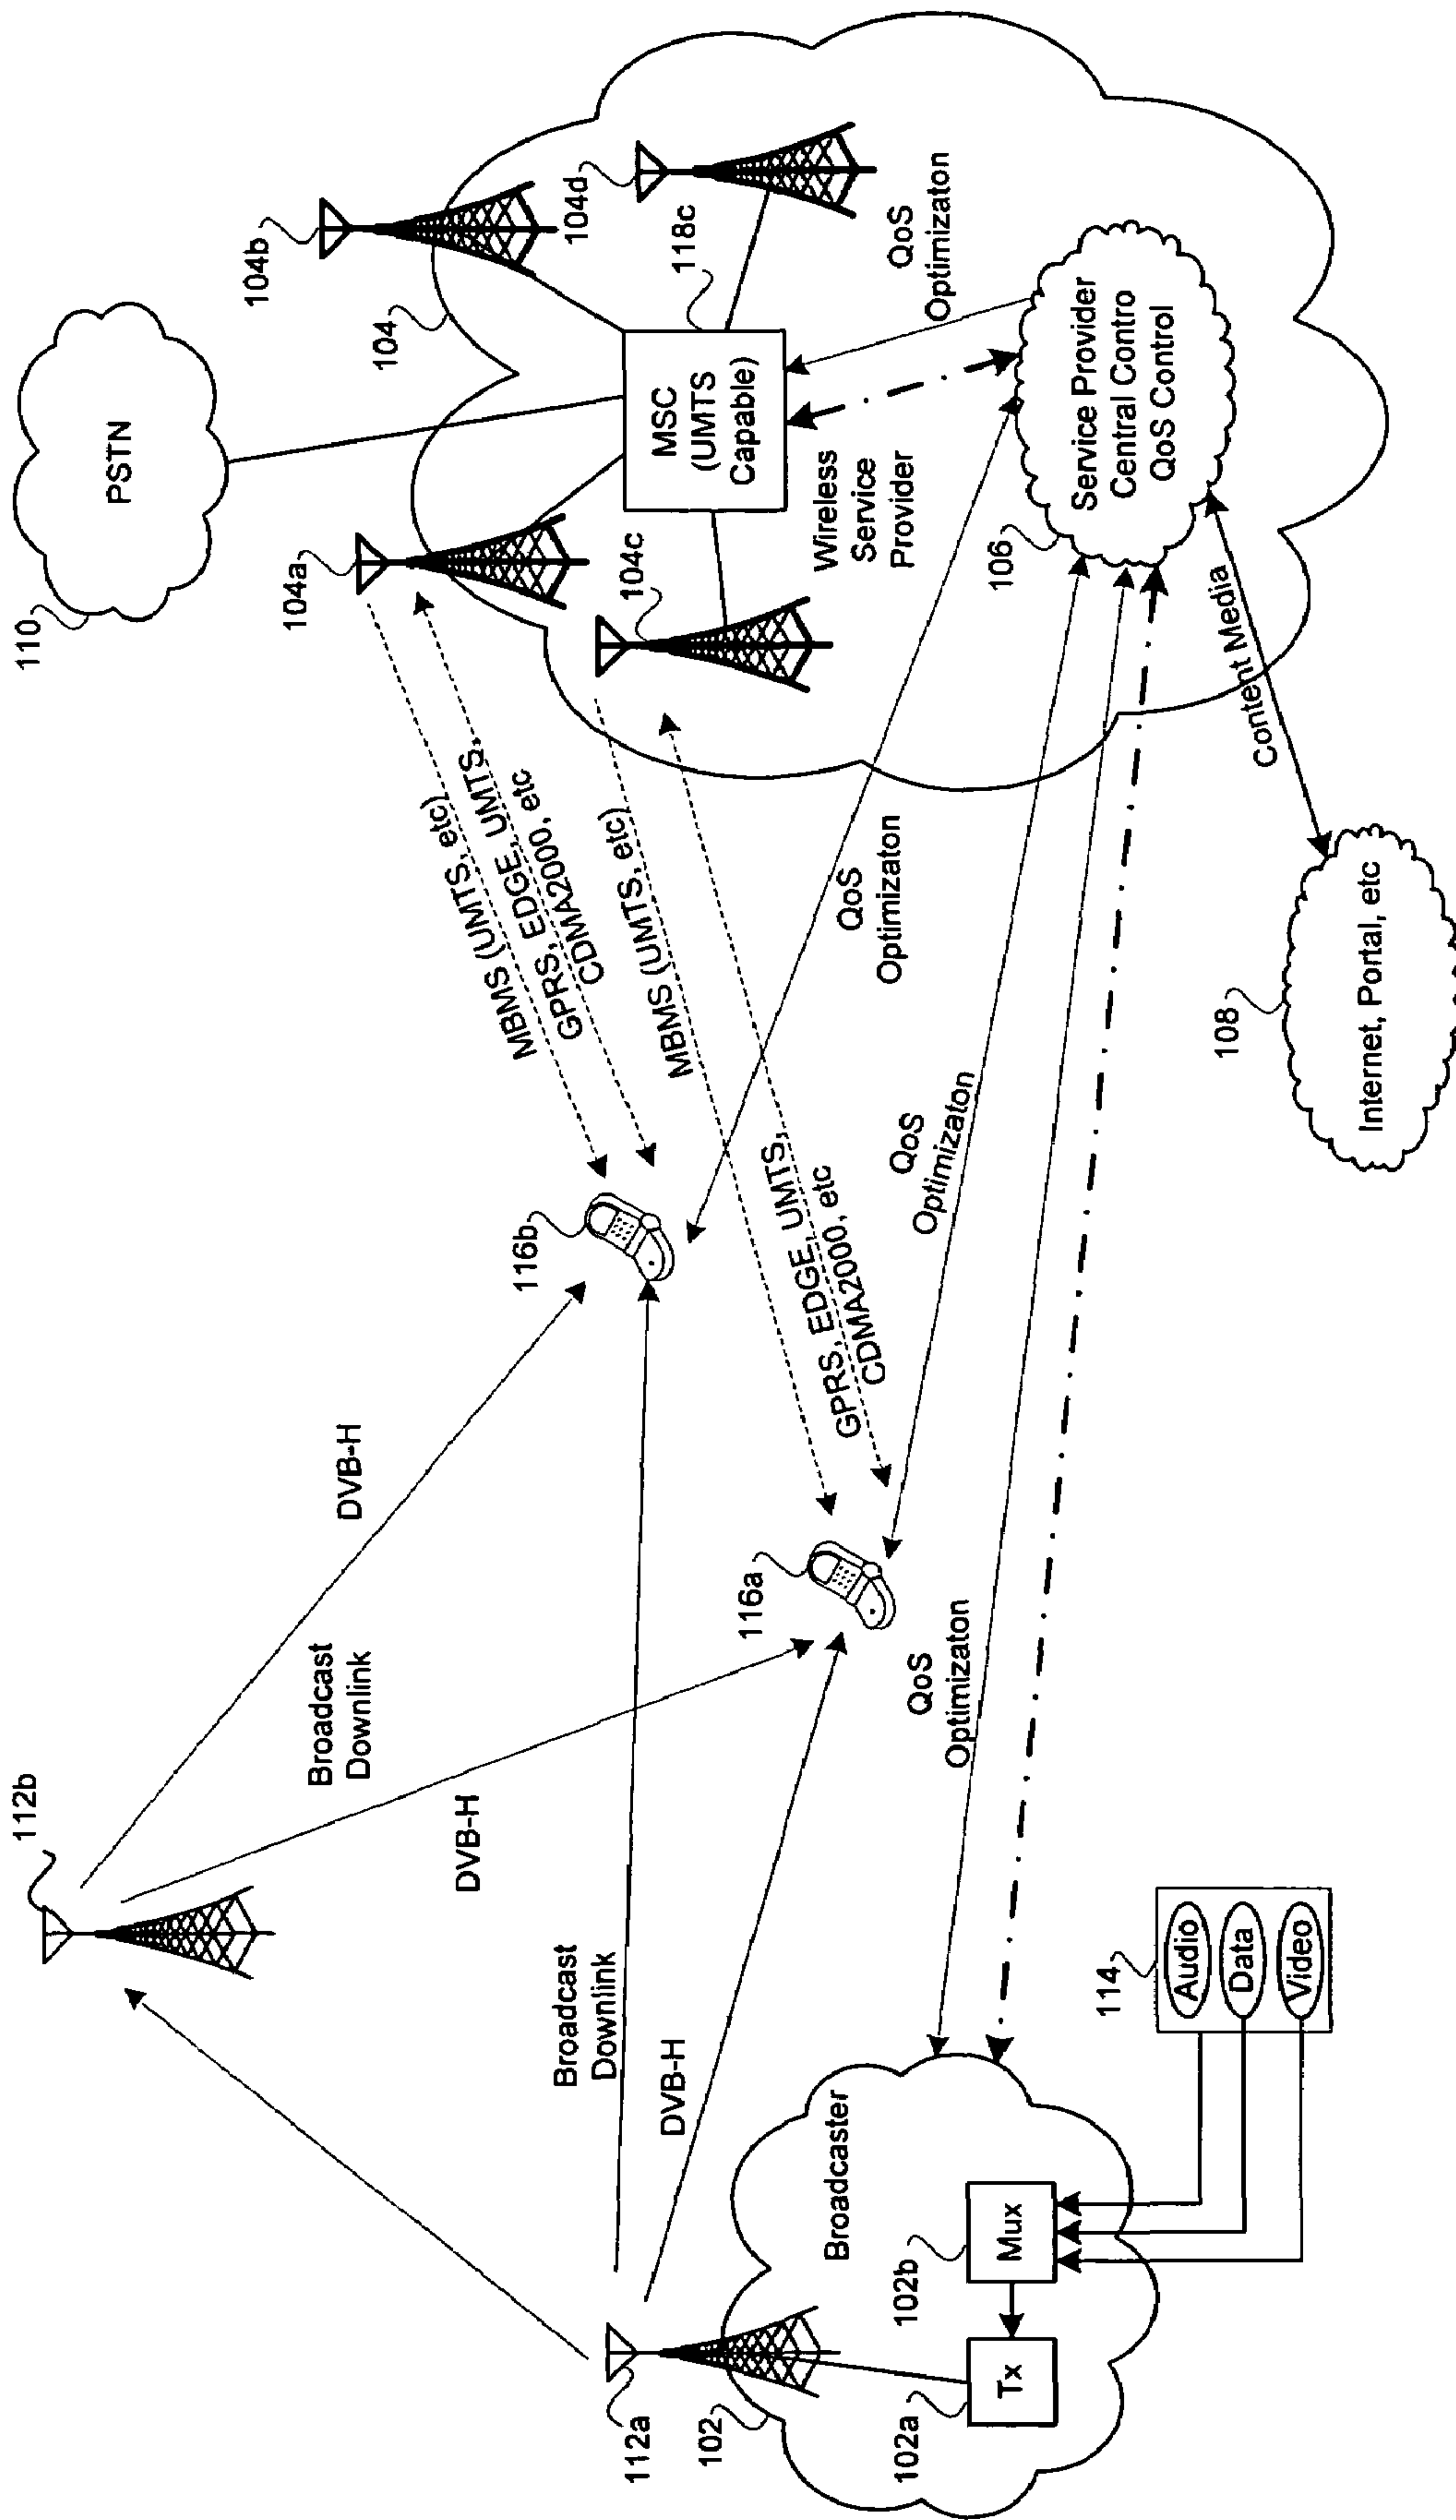 112b
110
PSTN
104b
104
104a
104d
118c
104c
MSC
(UMTS
Capable)
QoS
Optimizaton
Wireless
Service
Provider
106
Service Provider
Central Contro
QoS Control
Content Media
108
Internet, Portal, etc
MBMS (UMTS, etc)
GPRS, EDGE, UMTS,
CDMA2000, etc
MBMS (UMTS, etc)
GPRS, EDGE, UMTS,
CDMA2000, etc
QoS
Optimizaton
QoS
Optimizaton
QoS
Optimizaton
116b
116a
DVB-H
Broadcast
Downlink
DVB-H
Broadcast
Downlink
DVB-H
112a
102
Broadcaster
102a
Tx
102b
Mux
114
Audio
Data
Video